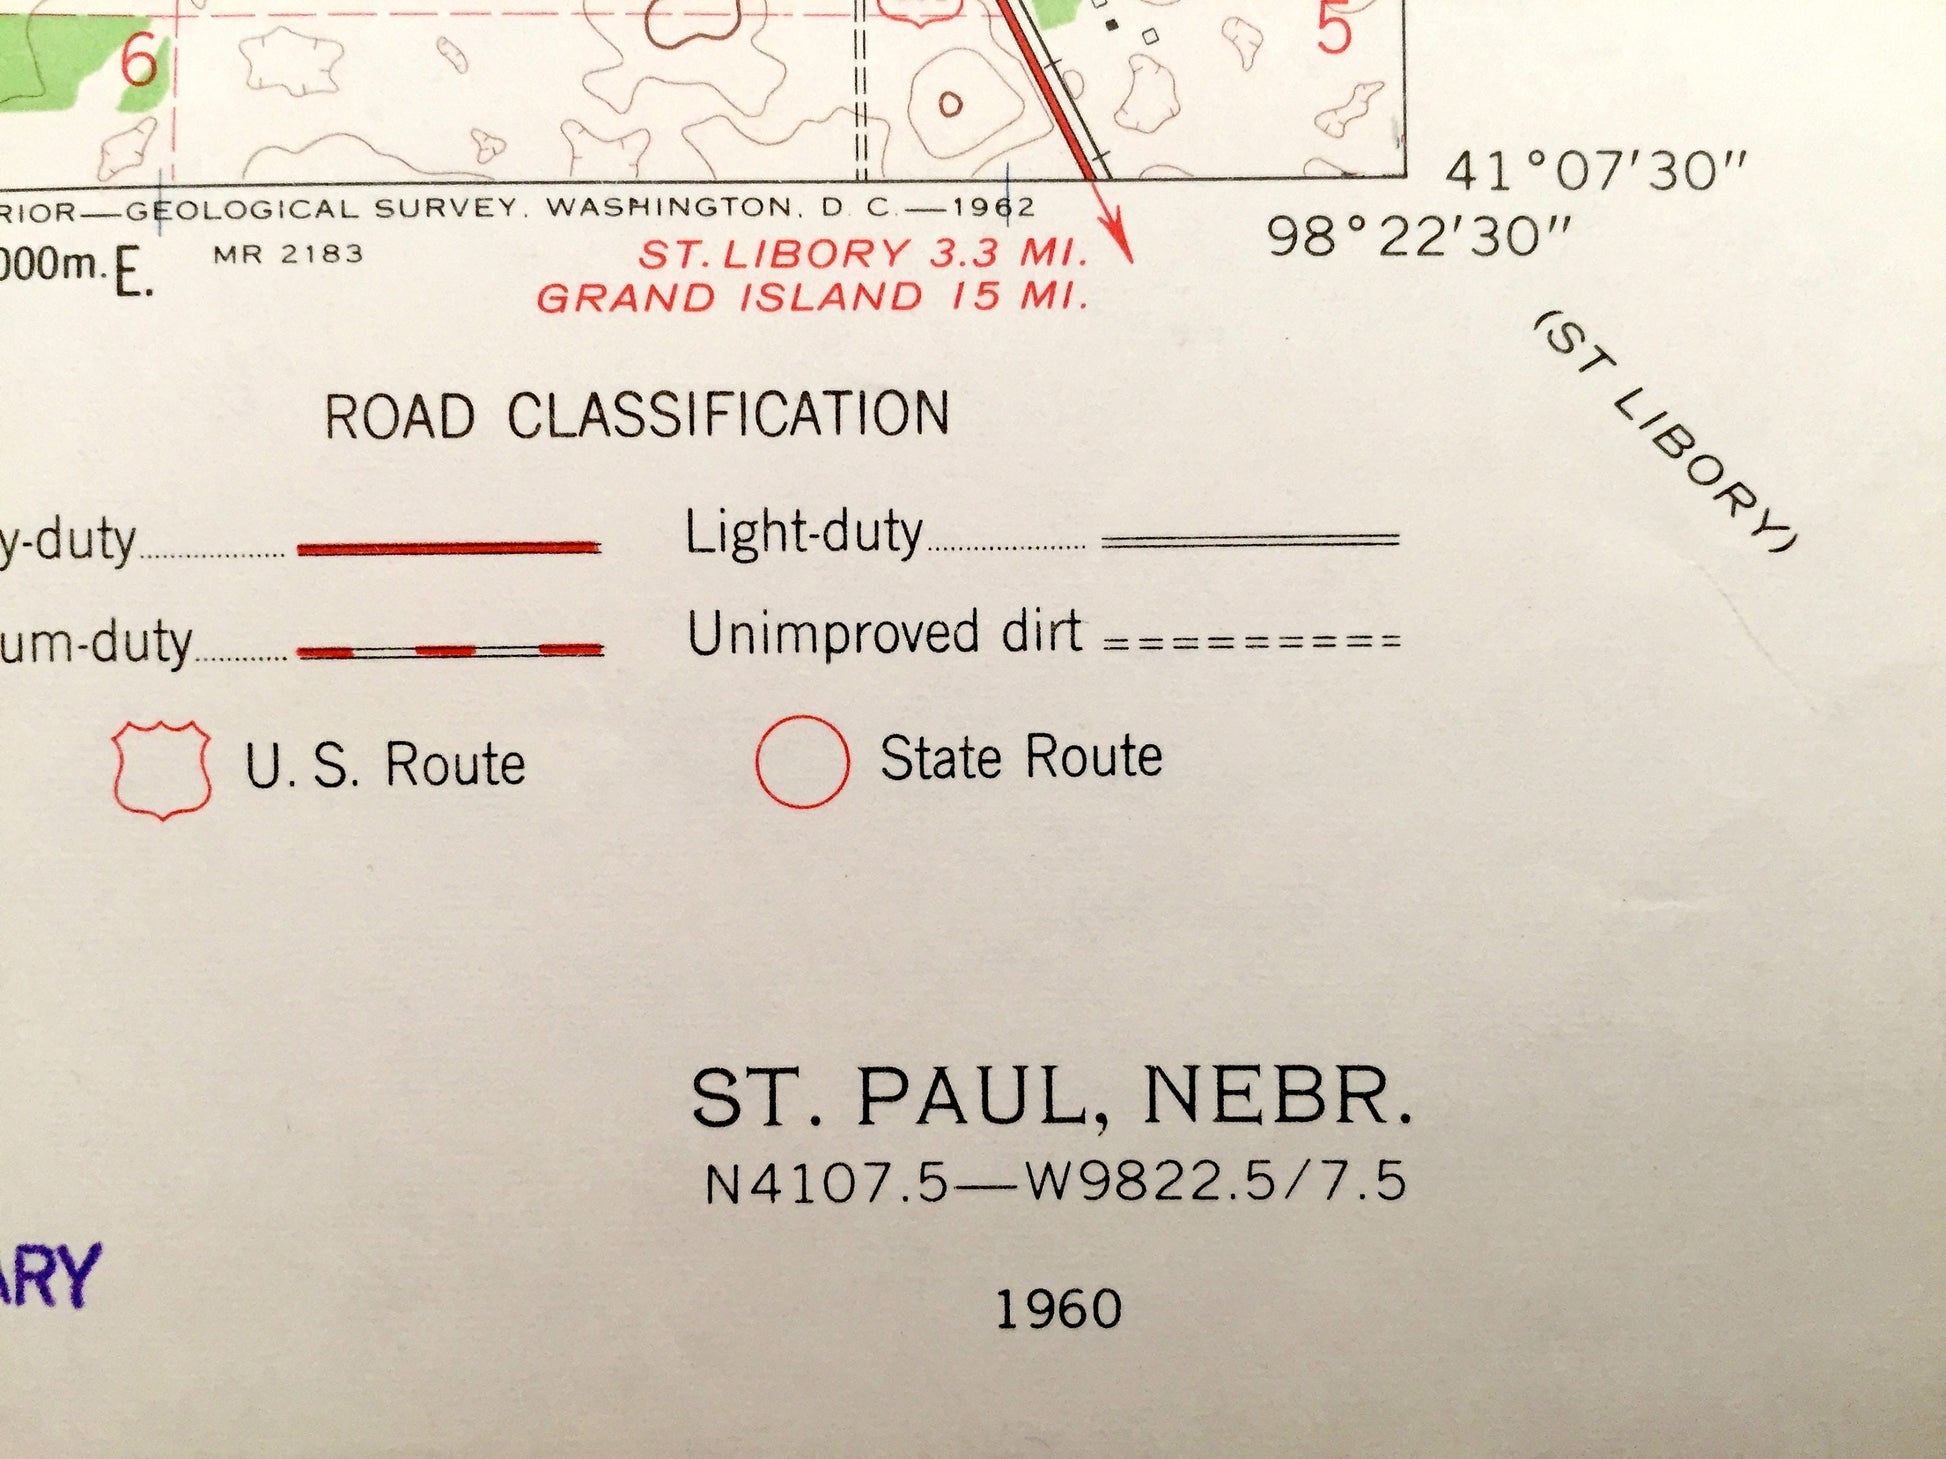 6
5
41°07'30"
RIOR—GEOLOGICAL SURVEY, WASHINGTON, D. C.—1962
98°22'30"
000m.E.
MR 2183
ST. LIBORY 3.3 MI.
GRAND ISLAND 15 MI.
(ST LIBORY)
ROAD CLASSIFICATION
y-duty
Light-duty
um-duty
Unimproved dirt
U. S. Route
State Route
ST. PAUL, NEBR.
N4107.5—W9822.5/7.5
ARY
1960